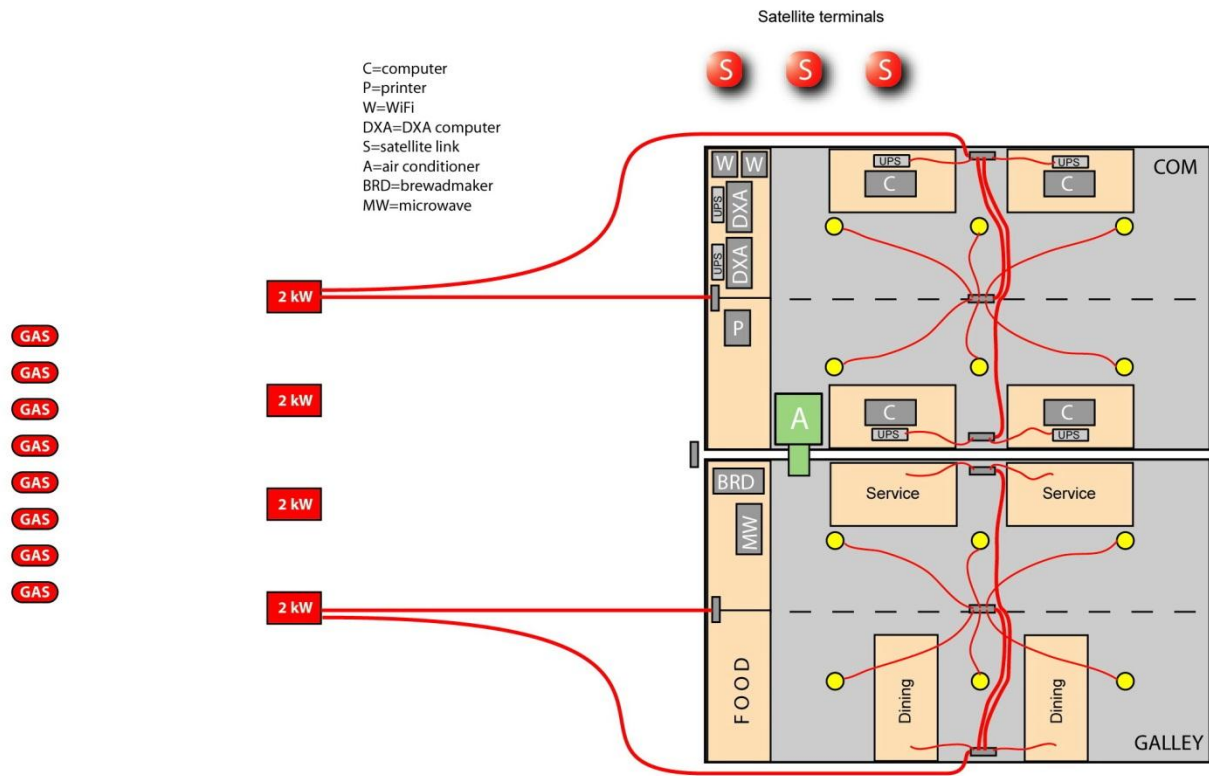 Satellite terminals
S S S
C=computer
P=printer
W=WiFi
DXA=DXA computer
S=satellite link
A=air conditioner
BRD=brewadmaker
MW=microwave
COM
W W
UPS DXA
UPS DXA
P
UPS
C
UPS
C
2 kW
2 kW
2 kW
2 kW
GAS
GAS
GAS
GAS
GAS
GAS
GAS
GAS
A
C
UPS
C
UPS
BRD
MW
Service
Service
FOOD
Dining
Dining
GALLEY